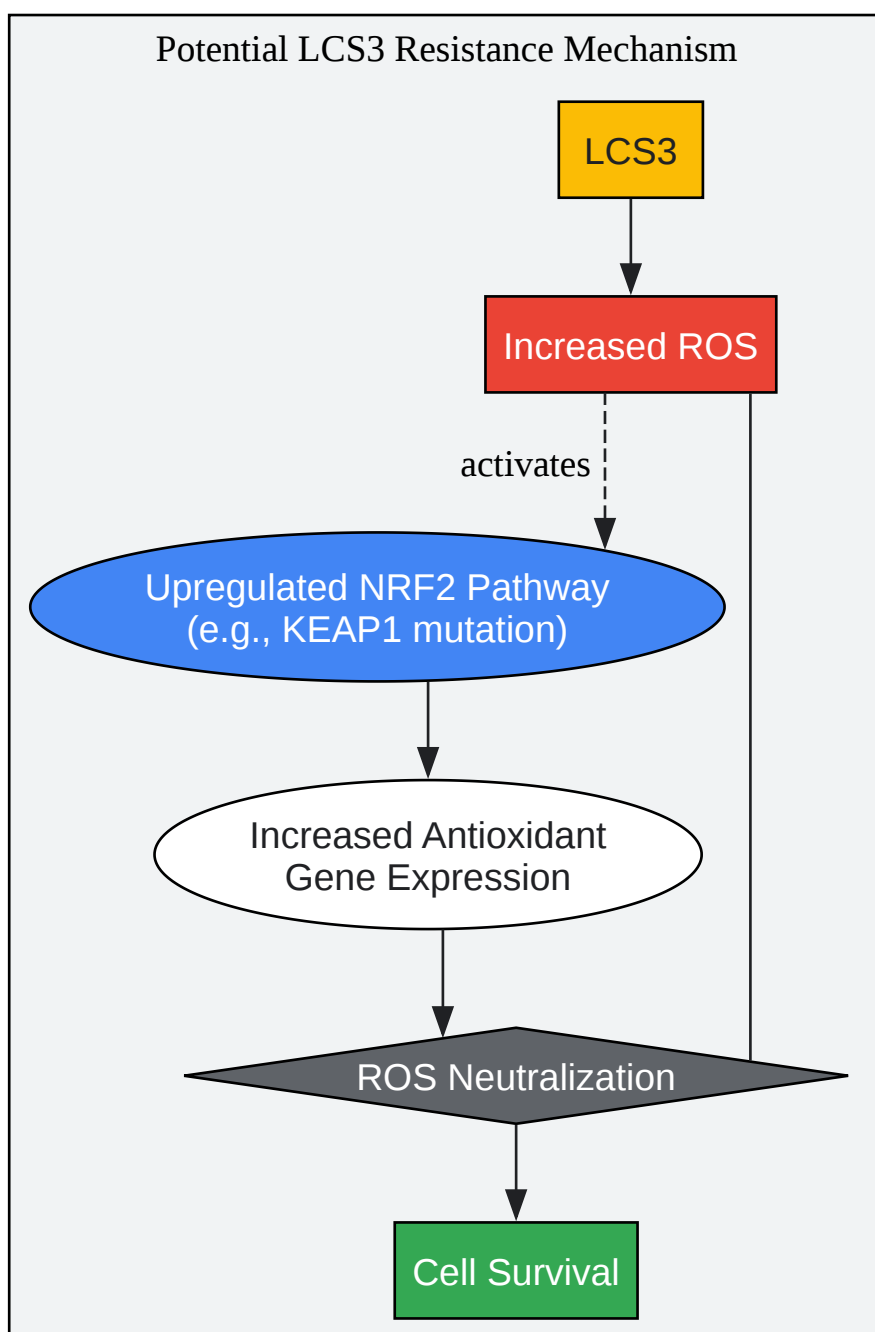 Potential LCS3 Resistance Mechanism
LCS3
Increased ROS
activates
Upregulated NRF2 Pathway
(e.g., KEAP1 mutation)
Increased Antioxidant
Gene Expression
ROS Neutralization
Cell Survival